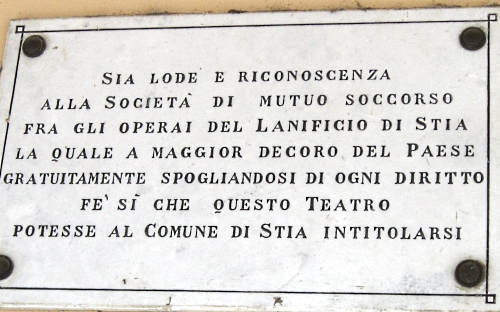 SIA LODE E RICONOSCENZA
ALLA SOCIETÀ DI MUTUO SOCCORSO
FRA GLI OPERAI DEL LANIFICIO DI STIA
LA QUALE A MAGGIOR DECORO DEL PAESE
GRATUITAMENTE SPOGLIANDOSI DI OGNI DIRITTO
FE' SÌ CHE QUESTO TEATRO
POTESSE AL COMUNE DI STIA INTITOLARSI